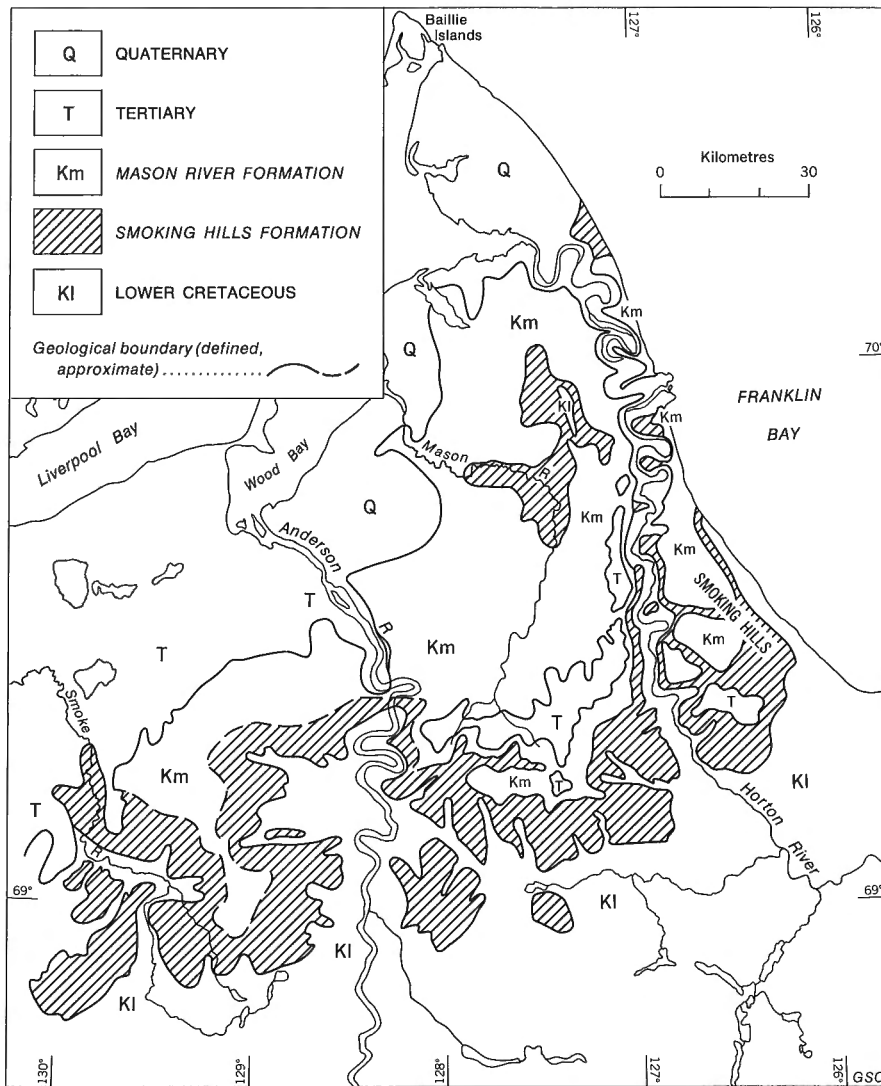 Q QUATERNARY
T TERTIARY
Km MASON RIVER FORMATION
SMOKING HILLS FORMATION
Kl LOWER CRETACEOUS
Geological boundary (defined,
approximate) ............
Baillie
Islands
127°
126°
Kilometres
0 30
Q
Km
Km
70°
Q
Kl
Km
FRANKLIN
BAY
Liverpool Bay
Wood Bay
Mason
R
Q
Km
Anderson
R
Km
SMOKING HILLS
T
T
Km
T
Km
T
Smoke
R
T
Km
Km
T
Kl
Horton
River
T
69°
69°
Kl
Kl
Kl
130°
129°
128°
127°
126°
GSC